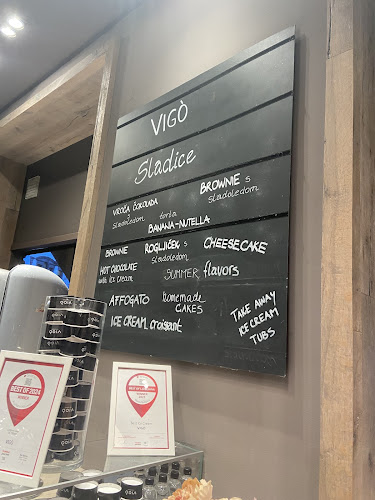 VIGÒ
Sladice
VROČA ČOKOLADA
BROWNIE s
sladoledom
s sladoledom
torta
BANANA-NUTELLA
BROWNIE
ROGLJIČEK s
sladoledom
CHEESECAKE
HOT CHOCOLATE
with ice cream
SUMMER flavors
AFFOGATO
homemade
CAKES
TAKE AWAY
ICE CREAM
TUBS
ICE CREAM croissant
BEST OF 2024
VIGÒ